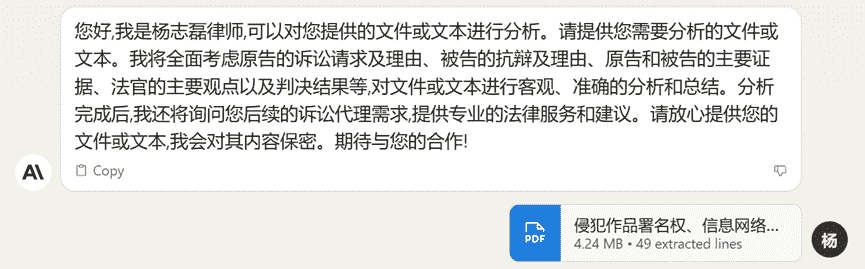 您好,我是杨志磊律师,可以对您提供的文件或文本进行分析。请提供您需要分析的文件或
文本。我将全面考虑原告的诉讼请求及理由、被告的抗辩及理由、原告和被告的主要证
据、法官的主要观点以及判决结果等,对文件或文本进行客观、准确的分析和总结。分析
完成后,我还将询问您后续的诉讼代理需求,提供专业的法律服务和建议。请放心提供您的
文件或文本,我会对其内容保密。期待与您的合作!
Copy
A\
PDF
侵犯作品署名权、信息网络...
4.24 MB • 49 extracted lines
杨